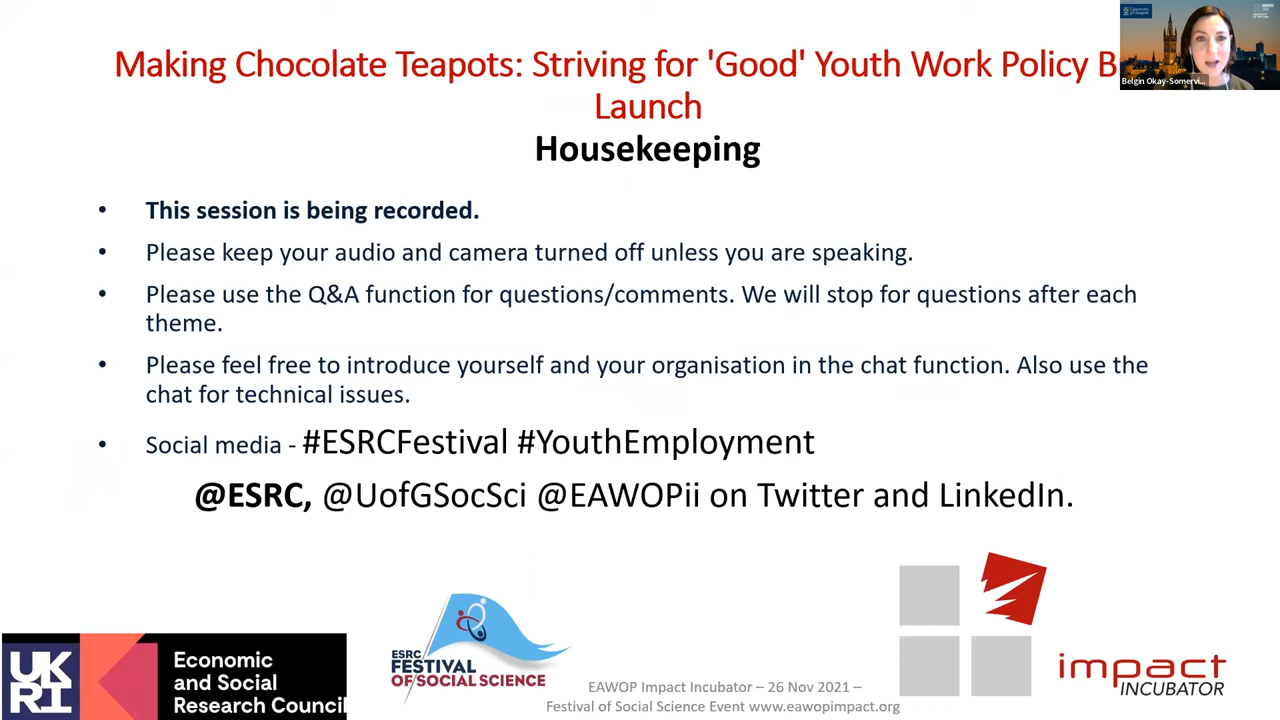 Making Chocolate Teapots: Striving for 'Good' Youth Work Policy B
Launch
Housekeeping
• This session is being recorded.
• Please keep your audio and camera turned off unless you are speaking.
• Please use the Q&A function for questions/comments. We will stop for questions after each
theme.
• Please feel free to introduce yourself and your organisation in the chat function. Also use the
chat for technical issues.
• Social media - #ESRCFestival #YouthEmployment
@ESRC, @UofGSocSci @EAWOPii on Twitter and LinkedIn.
Belgin Okay-Somervi...
UK
RI
Economic
and Social
Research Council
ESRC
FESTIVAL
OF SOCIAL SCIENCE
EAWOP Impact Incubator – 26 Nov 2021 –
Festival of Social Science Event www.eawopimpact.org
impact
INCUBATOR